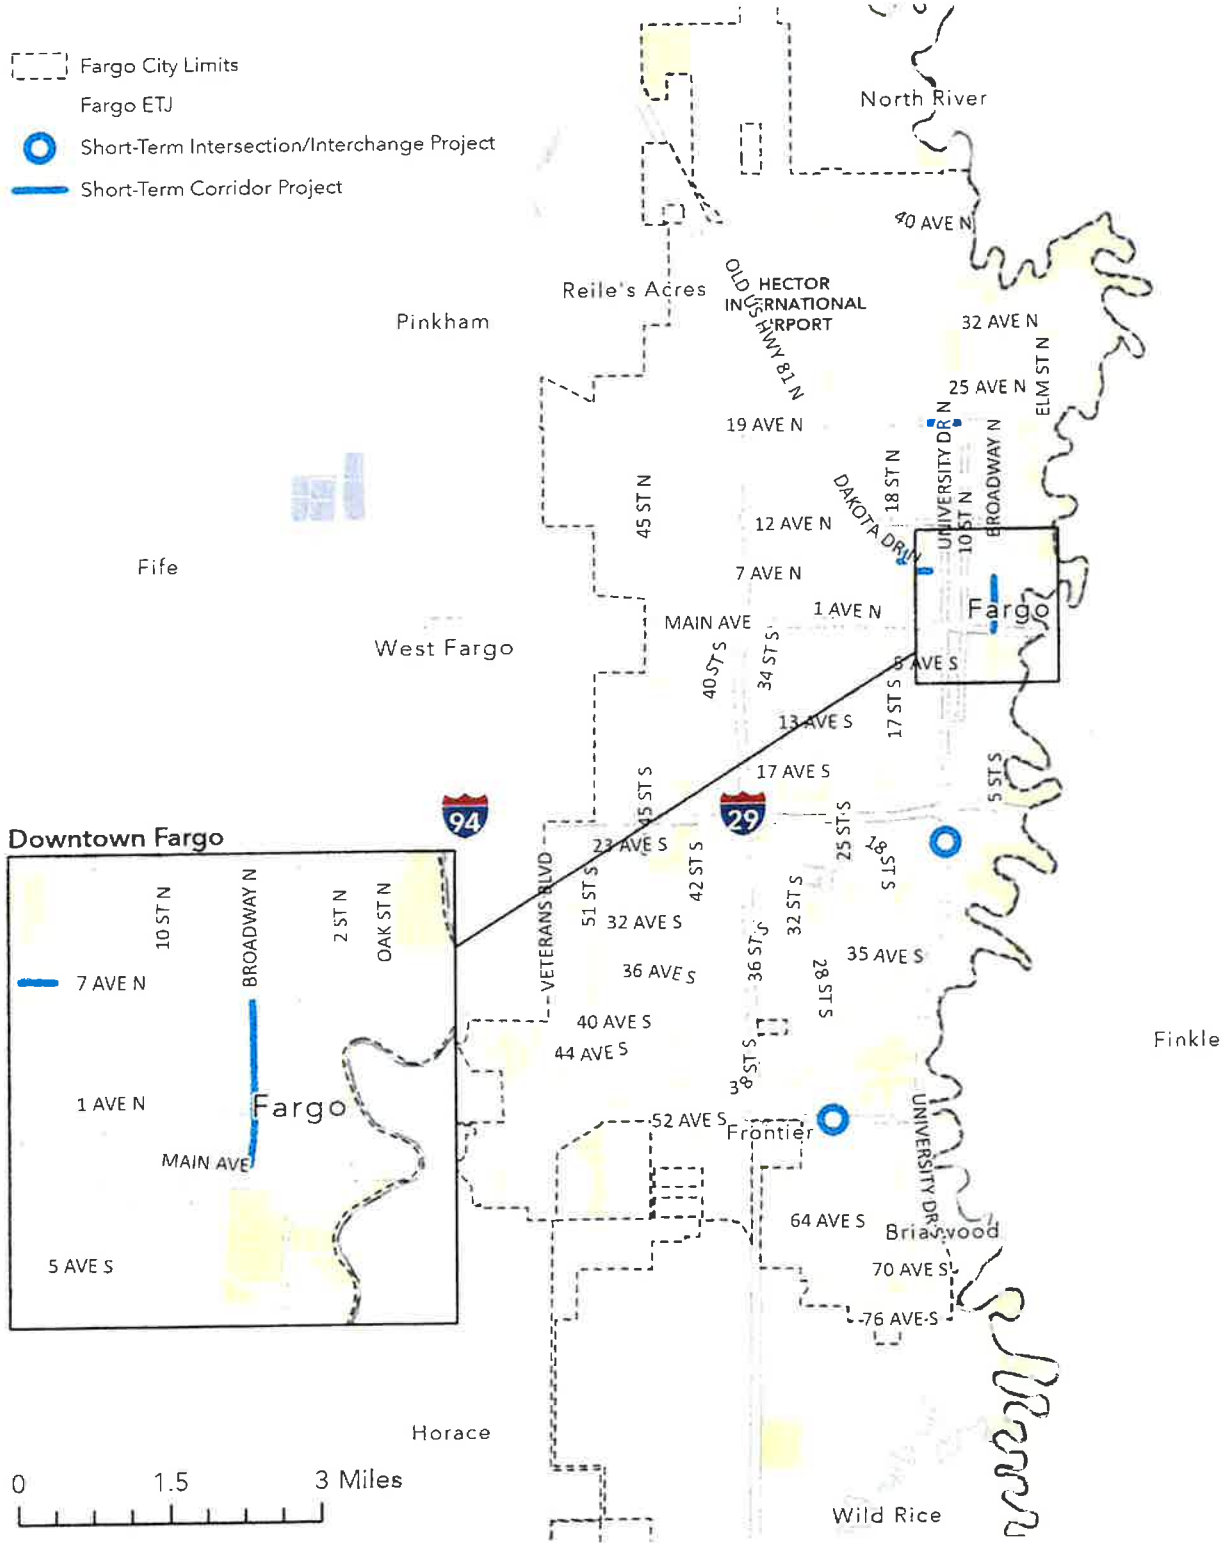 Fargo City Limits
Fargo ETJ
Short-Term Intersection/Interchange Project
Short-Term Corridor Project
North River
40 AVE N
Reile's Acres
OLD US HWY 81 N
HECTOR
INTERNATIONAL
AIRPORT
Pinkham
32 AVE N
ELM ST N
25 AVE N
19 AVE N
UNIVERSITY DR N
BROADWAY N
18 ST N
45 ST N
DAKOTA DR N
10 ST N
12 AVE N
Fife
7 AVE N
1 AVE N
Fargo
MAIN AVE
West Fargo
40 ST S
34 ST S
5 AVE S
17 ST S
13 AVE S
17 AVE S
5 ST S
45 ST S
94
29
25 ST S
18 ST S
23 AVE S
42 ST S
VETERANS BLVD
51 ST S
32 ST S
32 AVE S
36 ST S
35 AVE S
36 AVE S
28 ST S
40 AVE S
44 AVE S
38 ST S
Finkle
52 AVE S
Frontier
UNIVERSITY DR S
64 AVE S
Briarwood
70 AVE S
76 AVE S
Downtown Fargo
10 ST N
BROADWAY N
2 ST N
OAK ST N
7 AVE N
1 AVE N
Fargo
MAIN AVE
5 AVE S
Horace
0 1.5 3 Miles
Wild Rice